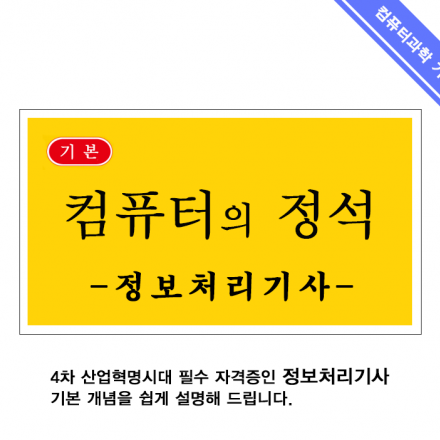 컴퓨터과학
기본
컴퓨터의 정석
-정보처리기사-
4차 산업혁명시대 필수 자격증인 정보처리기사
기본 개념을 쉽게 설명해 드립니다.